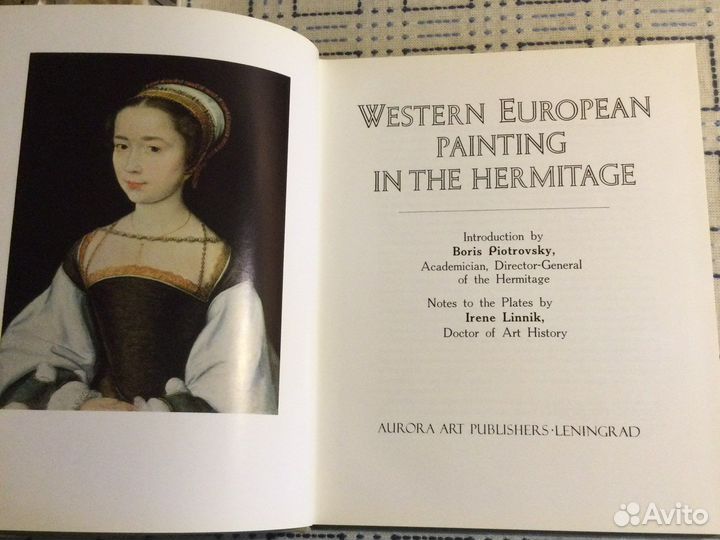 WESTERN EUROPEAN
PAINTING
IN THE HERMITAGE
Introduction by
Boris Piotrovsky,
Academician, Director-General
of the Hermitage
Notes to the Plates by
Irene Linnik,
Doctor of Art History
AURORA ART PUBLISHERS·LENINGRAD
Avito